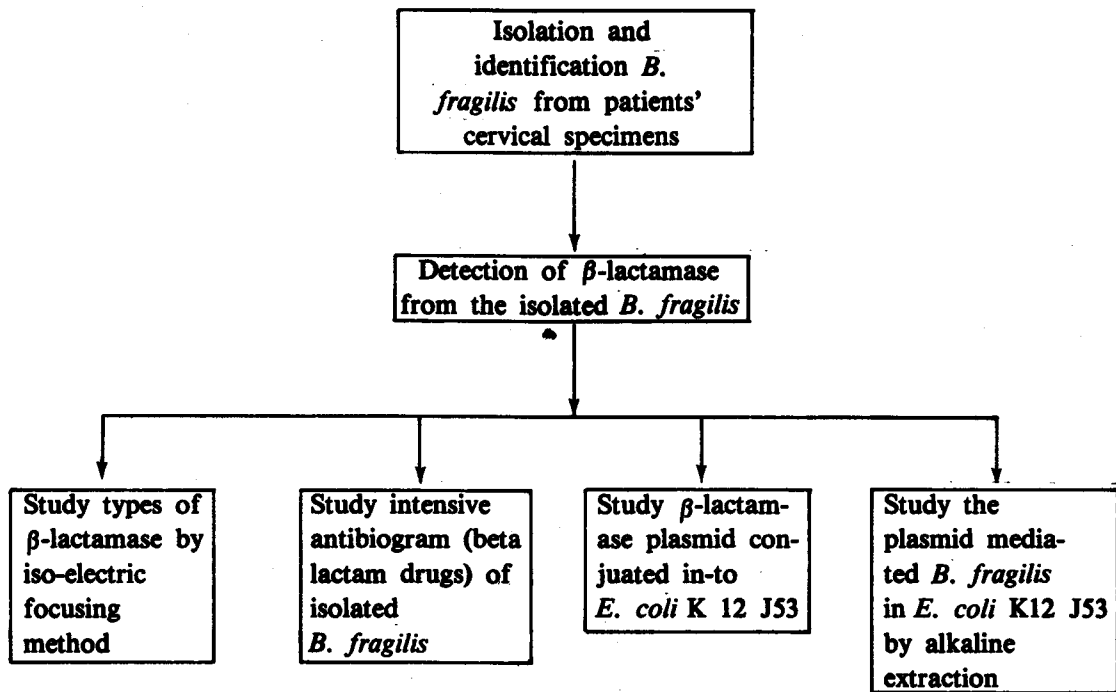 Isolation and
identification B.
fragilis from patients'
cervical specimens
Detection of β-lactamase
from the isolated B. fragilis
Study types of
β-lactamase by
iso-electric
focusing
method
Study intensive
antibiogram (beta
lactam drugs) of
isolated
B. fragilis
Study β-lactam-
ase plasmid con-
juated in-to
E. coli K 12 J53
Study the
plasmid media-
ted B. fragilis
in E. coli K12 J53
by alkaline
extraction